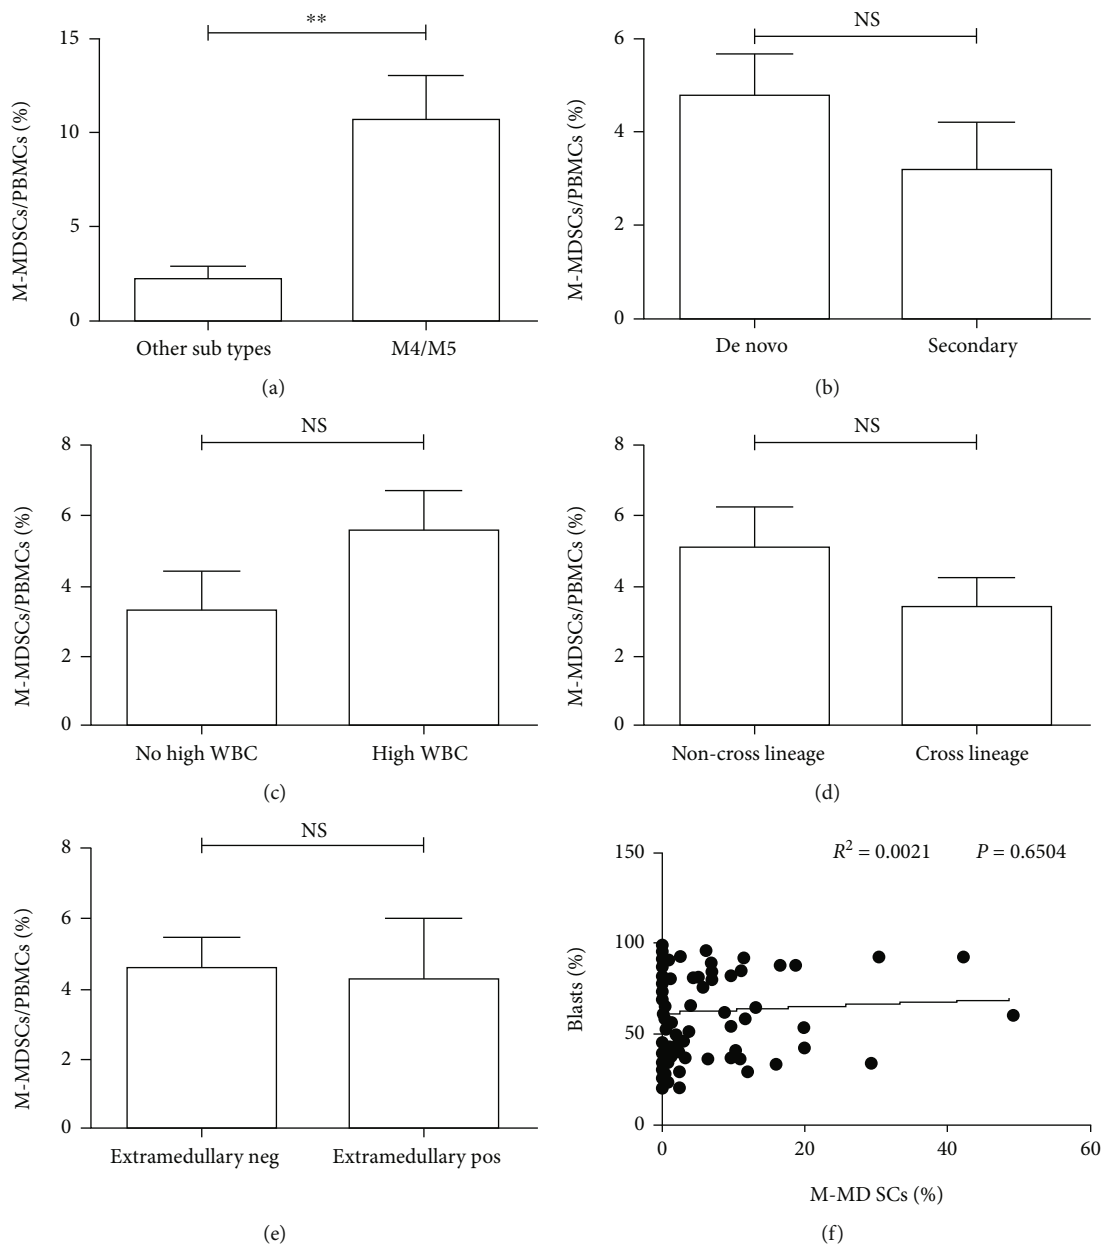 **
15
10
5
0
M-MDSCs/PBMCs (%)
Other sub types
M4/M5
(a)
NS
6
4
2
0
M-MDSCs/PBMCs (%)
De novo
Secondary
(b)
NS
8
6
4
2
0
M-MDSCs/PBMCs (%)
No high WBC
High WBC
(c)
NS
8
6
4
2
0
M-MDSCs/PBMCs (%)
Non-cross lineage
Cross lineage
(d)
NS
8
6
4
2
0
M-MDSCs/PBMCs (%)
Extramedullary neg
Extramedullary pos
(e)
R² = 0.0021 P = 0.6504
150
100
50
0
Blasts (%)
0 20 40 60
M-MD SCs (%)
(f)